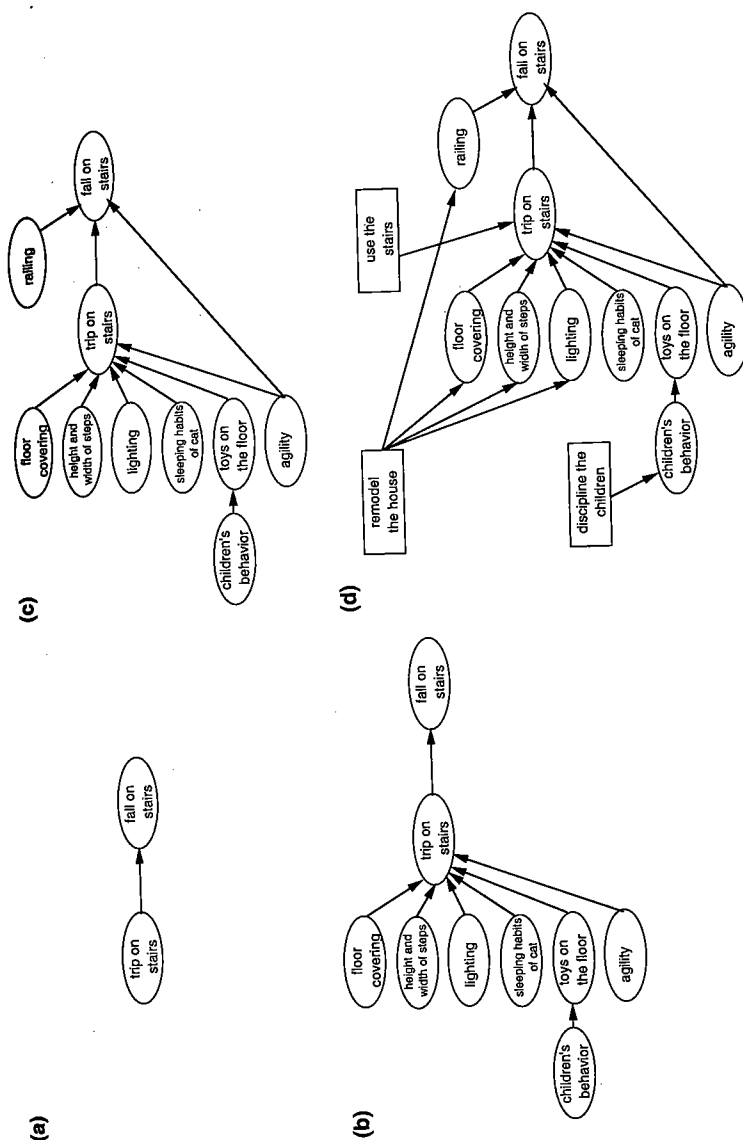 (a)
trip on
stairs
fall on
stairs
(b)
floor
covering
height and
width of steps
lighting
sleeping habits
of cat
toys on
the floor
agility
children's
behavior
trip on
stairs
fall on
stairs
(c)
floor
covering
height and
width of steps
lighting
sleeping habits
of cat
toys on
the floor
agility
children's
behavior
trip on
stairs
railing
fall on
stairs
(d)
remodel
the house
discipline the
children
use the
stairs
floor
covering
height and
width of steps
lighting
sleeping habits
of cat
toys on
the floor
agility
children's
behavior
trip on
stairs
railing
fall on
stairs